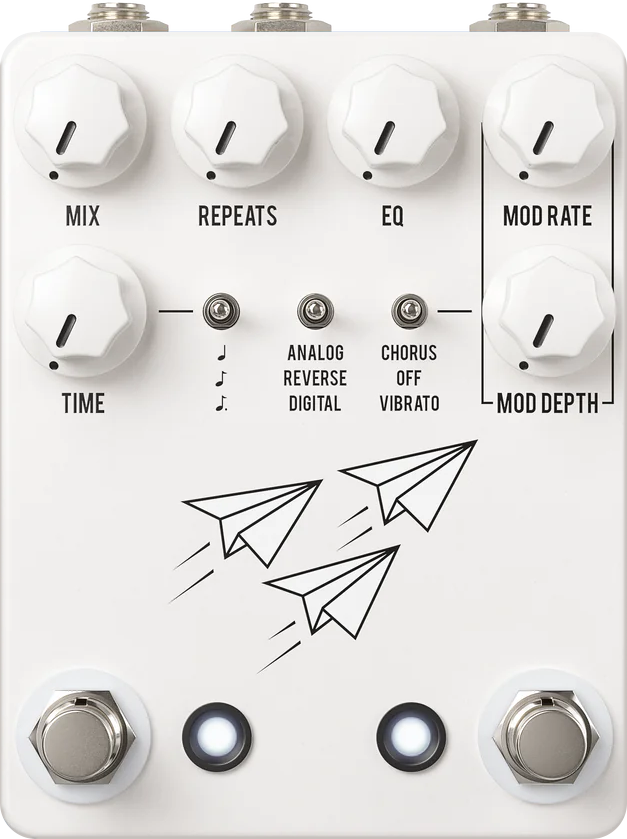 MIX
REPEATS
EQ
MOD RATE
ANALOG
CHORUS
REVERSE
OFF
DIGITAL
VIBRATO
TIME
MOD DEPTH